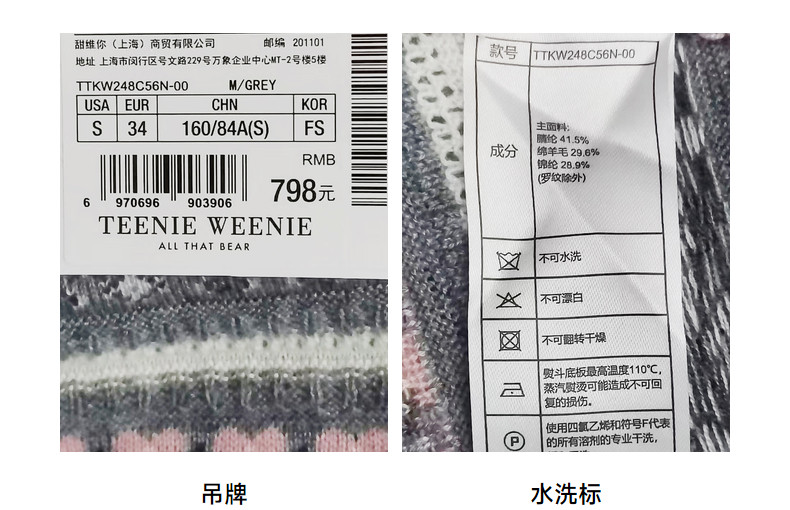 甜维你（上海）商贸有限公司 邮编 201101
地址 上海市闵行区号文路229号万象企业中心MT-2号楼5楼
TTKW248C56N-00 M/GREY
USA EUR CHN KOR
S 34 160/84A(S) FS
RMB
798元
6 970696 903906
TEENIE WEENIE
ALL THAT BEAR
款号 TTKW248C56N-00
成分
主面料:
腈纶 41.5%
绵羊毛 29.6%
锦纶 28.9%
(罗纹除外)
不可水洗
不可漂白
不可翻转干燥
熨斗底板最高温度110℃,
蒸汽熨烫可能造成不可回
复的损伤。
P
使用四氯乙烯和符号F代表
的所有溶剂的专业干洗,
吊牌
水洗标